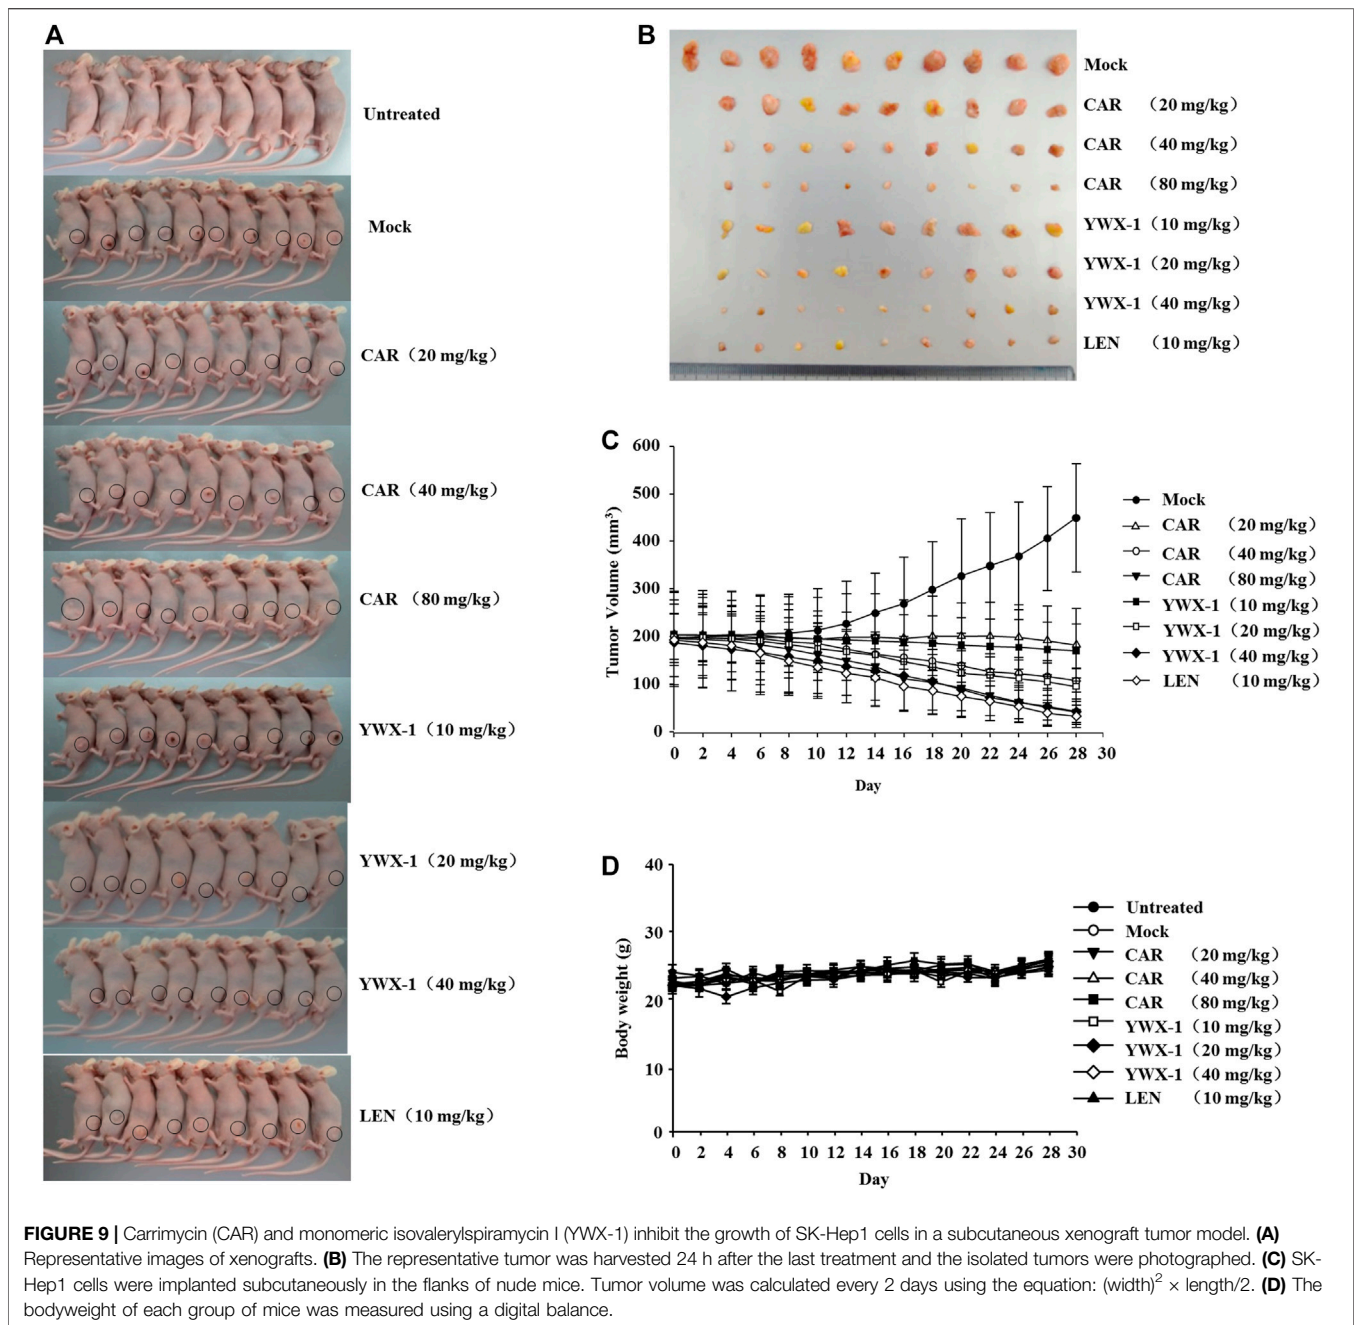 A
Untreated
Mock
CAR（20 mg/kg）
CAR（40 mg/kg）
CAR （80 mg/kg）
YWX-1（10 mg/kg）
YWX-1（20 mg/kg）
YWX-1（40 mg/kg）
LEN（10 mg/kg）
B
Mock
CAR （20 mg/kg）
CAR （40 mg/kg）
CAR （80 mg/kg）
YWX-1（10 mg/kg）
YWX-1（20 mg/kg）
YWX-1（40 mg/kg）
LEN （10 mg/kg）
C
Tumor Volume (mm³)
600
500
400
300
200
100
0
0 2 4 6 8 10 12 14 16 18 20 22 24 26 28 30
Day
Mock
CAR （20 mg/kg）
CAR （40 mg/kg）
CAR （80 mg/kg）
YWX-1（10 mg/kg）
YWX-1（20 mg/kg）
YWX-1（40 mg/kg）
LEN （10 mg/kg）
D
Body weight (g)
40
30
20
10
0
0 2 4 6 8 10 12 14 16 18 20 22 24 26 28 30
Day
Untreated
Mock
CAR （20 mg/kg）
CAR （40 mg/kg）
CAR （80 mg/kg）
YWX-1（10 mg/kg）
YWX-1（20 mg/kg）
YWX-1（40 mg/kg）
LEN （10 mg/kg）
FIGURE 9 | Carrimycin (CAR) and monomeric isovalerylspiramycin I (YWX-1) inhibit the growth of SK-Hep1 cells in a subcutaneous xenograft tumor model. (A)
Representative images of xenografts. (B) The representative tumor was harvested 24 h after the last treatment and the isolated tumors were photographed. (C) SK-
Hep1 cells were implanted subcutaneously in the flanks of nude mice. Tumor volume was calculated every 2 days using the equation: (width)² × length/2. (D) The
bodyweight of each group of mice was measured using a digital balance.